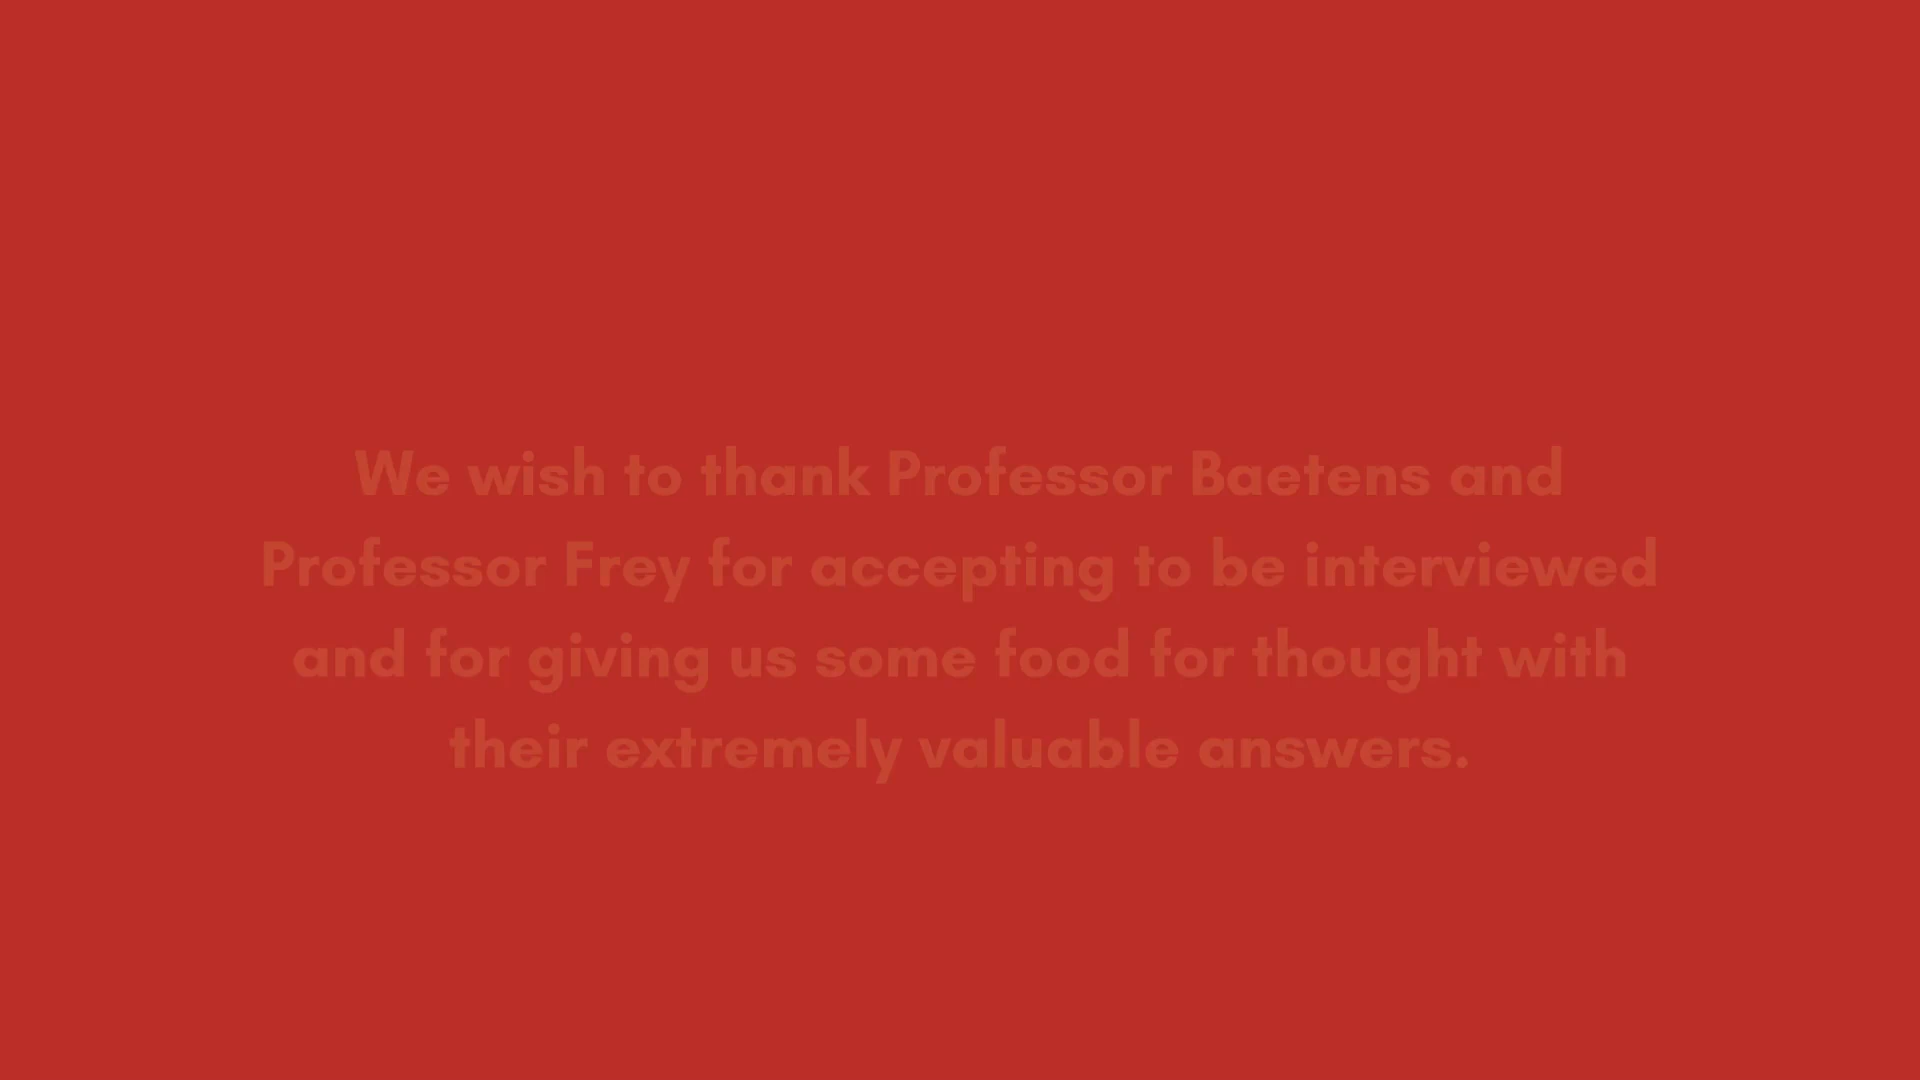 We wish to thank Professor Baetens and
Professor Frey for accepting to be interviewed
and for giving us some food for thought with
their extremely valuable answers.